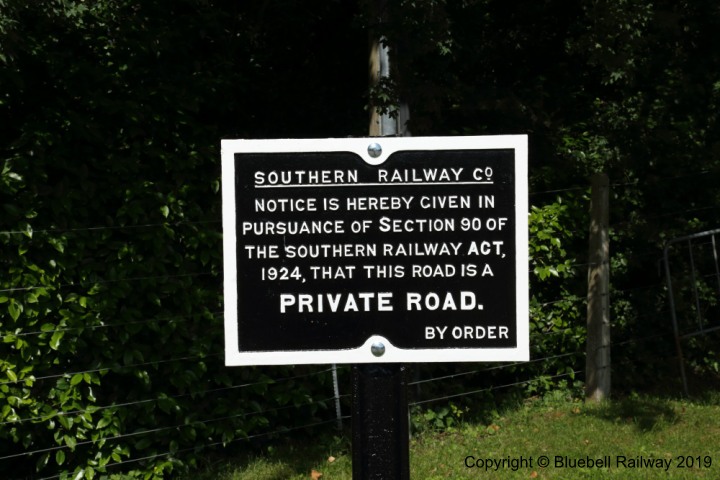 SOUTHERN RAILWAY Cº
NOTICE IS HEREBY GIVEN IN
PURSUANCE OF SECTION 90 OF
THE SOUTHERN RAILWAY ACT,
1924, THAT THIS ROAD IS A
PRIVATE ROAD.
BY ORDER
Copyright © Bluebell Railway 2019